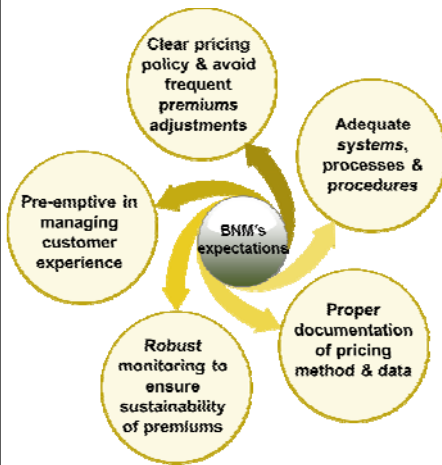 Clear pricing
policy & avoid
frequent
premiums
adjustments
Adequate
systems,
processes &
procedures
Pre-emptive in
managing
customer
experience
BNM's
expectations
Proper
documentation
of pricing
method & data
Robust
monitoring to
ensure
sustainability
of premiums